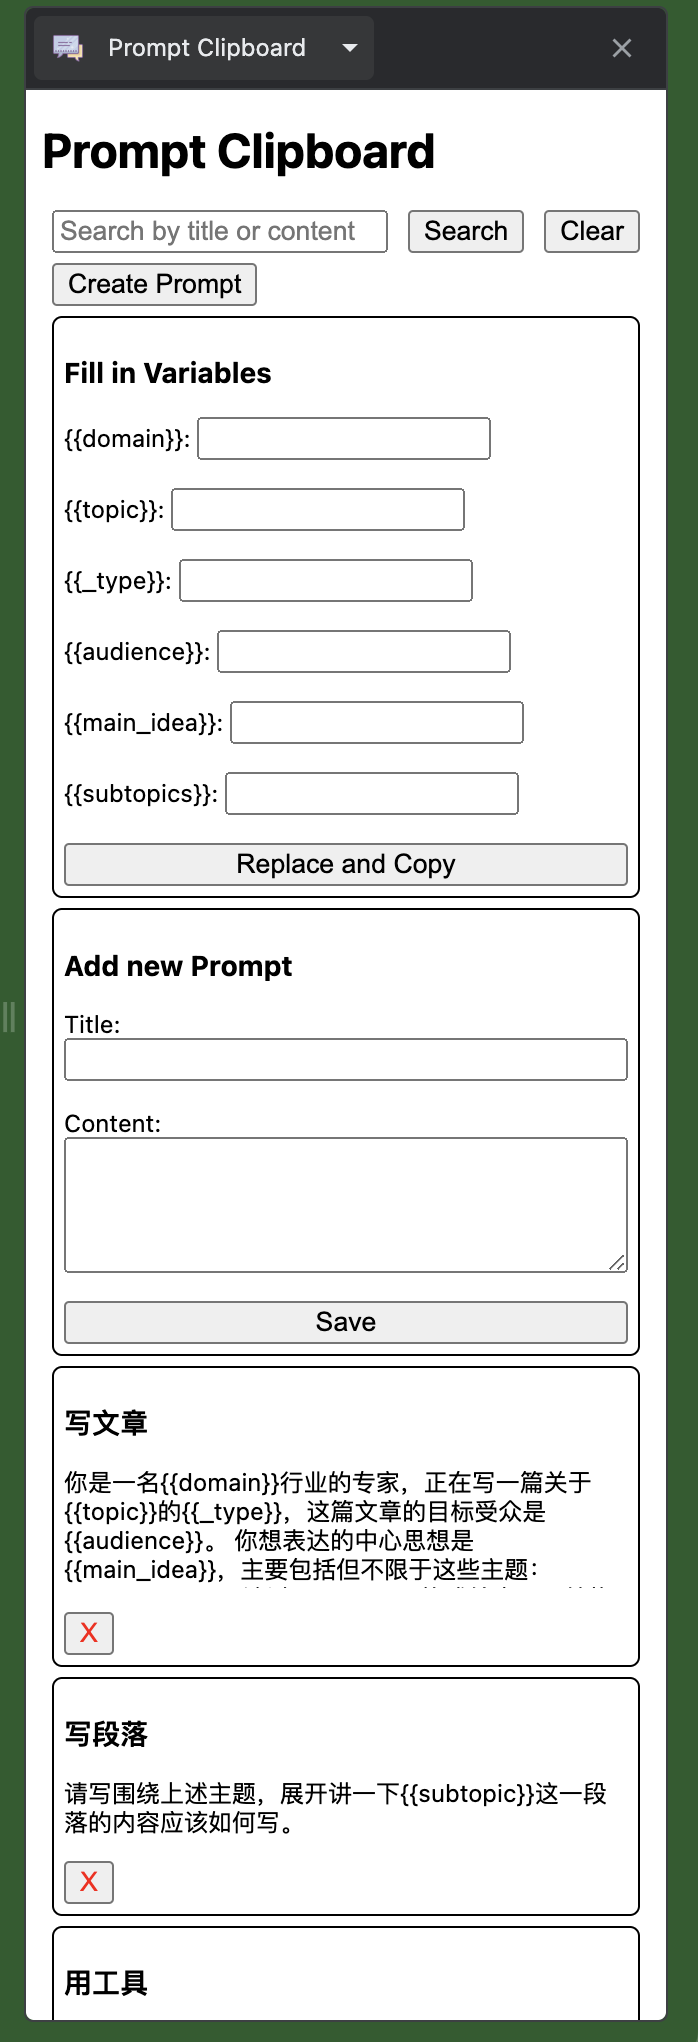 Prompt Clipboard
Prompt Clipboard
Search by title or content Search Clear
Create Prompt
Fill in Variables
{{domain}}:
{{topic}}:
{{_type}}:
{{audience}}:
{{main_idea}}:
{{subtopics}}:
Replace and Copy
Add new Prompt
Title:
Content:
Save
写文章
你是一名{{domain}}行业的专家，正在写一篇关于
{{topic}}的{{_type}}，这篇文章的目标受众是
{{audience}}。 你想表达的中心思想是
{{main_idea}}，主要包括但不限于这些主题：
X
写段落
请写围绕上述主题，展开讲一下{{subtopic}}这一段
落的内容应该如何写。
X
用工具